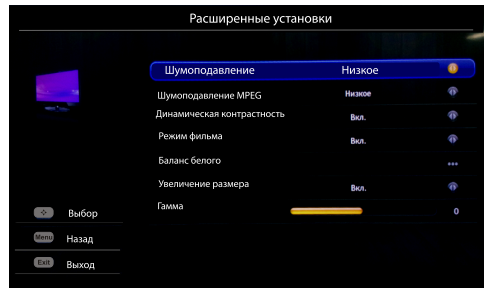 Расширенные установки
Шумоподавление Низкое
Шумоподавление MPEG Низкое
Динамическая контрастность Вкл.
Режим фильма Вкл.
Баланс белого ...
Увеличение размера Вкл.
Гамма 0
Выбор
Menu Назад
Exit Выход